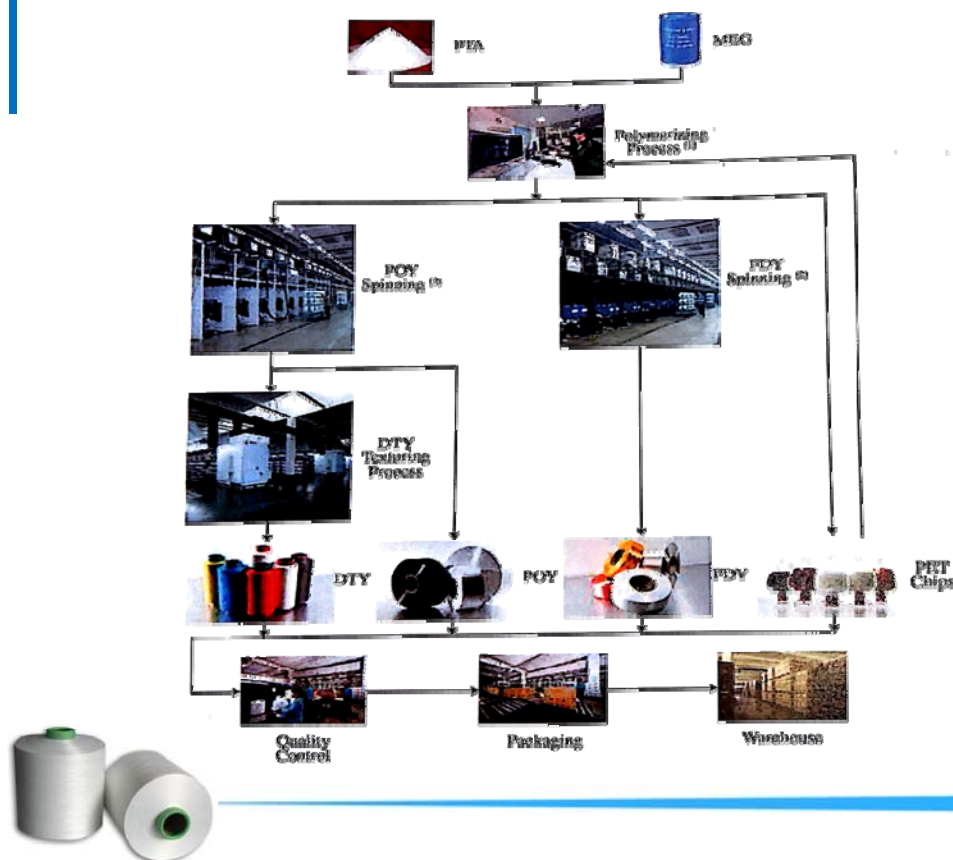 PTA
MEG
Polymerizing
Process (1)
POY
Spinning
FDY
Spinning
DTY
Texturing
Process
DTY
POY
FDY
PET
Chips
Quality
Control
Packaging
Warehouse